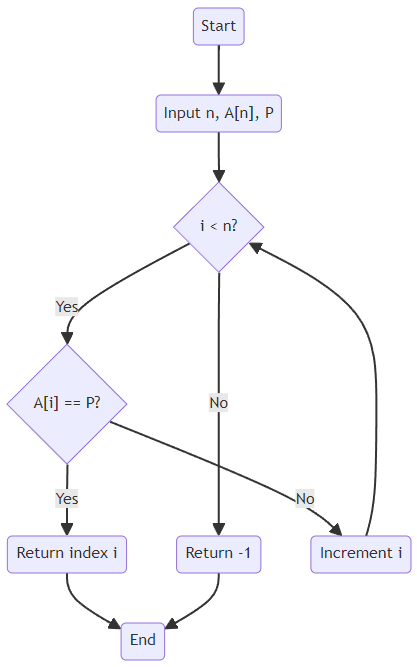 Start
Input n, A[n], P
i < n?
Yes
A[i] == P?
No
Yes
No
Return index i
Return -1
Increment i
End